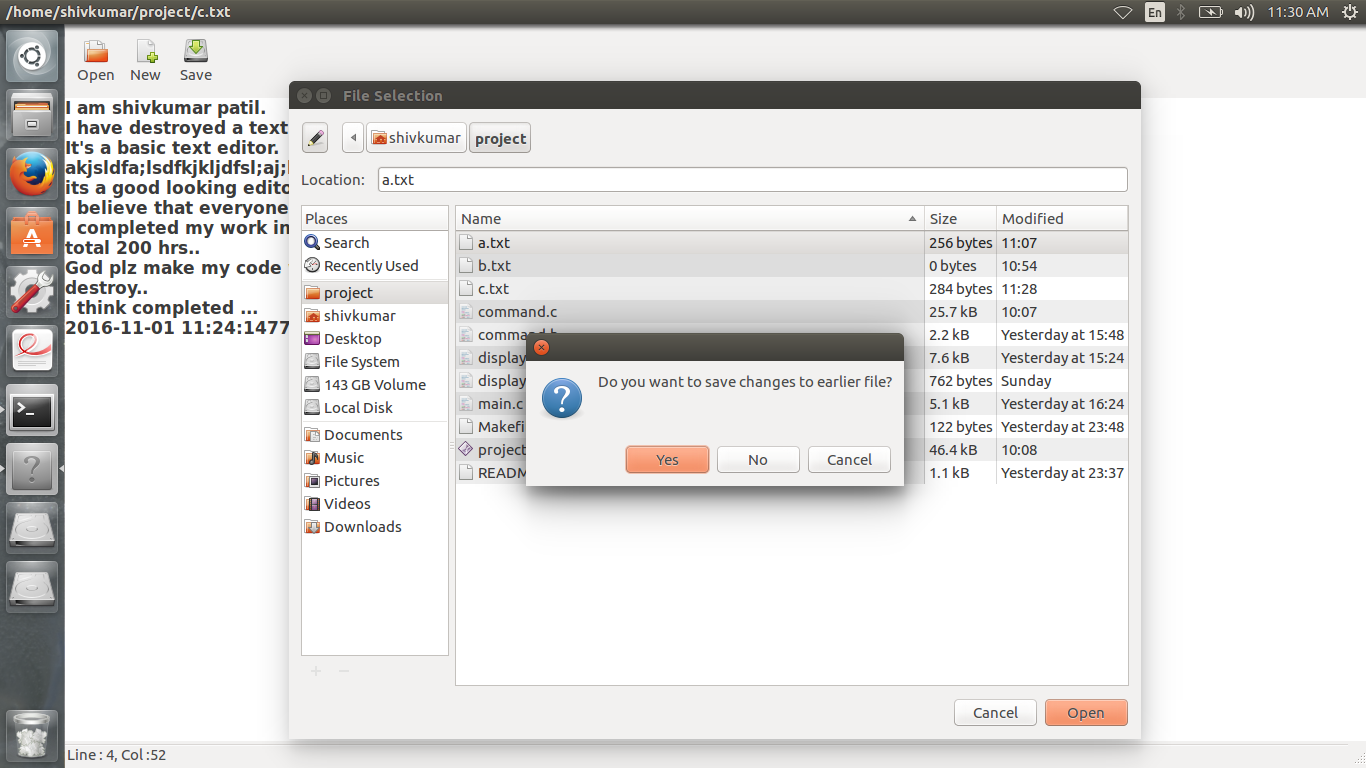 /home/shivkumar/project/c.txt
En
11:30 AM
Open New Save
I am shivkumar patil.
I have destroyed a text
It's a basic text editor.
akjsldfa;lsdfkjkljdfsl;aj;
its a good looking edito
I believe that everyone
I completed my work in
total 200 hrs..
God plz make my code
destroy..
i think completed ...
2016-11-01 11:24:1477
File Selection
shivkumar project
Location: a.txt
Places
Search
Recently Used
project
shivkumar
Desktop
File System
143 GB Volume
Local Disk
Documents
Music
Pictures
Videos
Downloads
Name Size Modified
a.txt 256 bytes 11:07
b.txt 0 bytes 10:54
c.txt 284 bytes 11:28
command.c 25.7 kB 10:07
command.h 2.2 kB Yesterday at 15:48
display 7.6 kB Yesterday at 15:24
display 762 bytes Sunday
main.c 5.1 kB Yesterday at 16:24
Makefi 122 bytes Yesterday at 23:48
project 46.4 kB 10:08
READM 1.1 kB Yesterday at 23:37
Do you want to save changes to earlier file?
Yes No Cancel
Cancel Open
Line : 4, Col :52